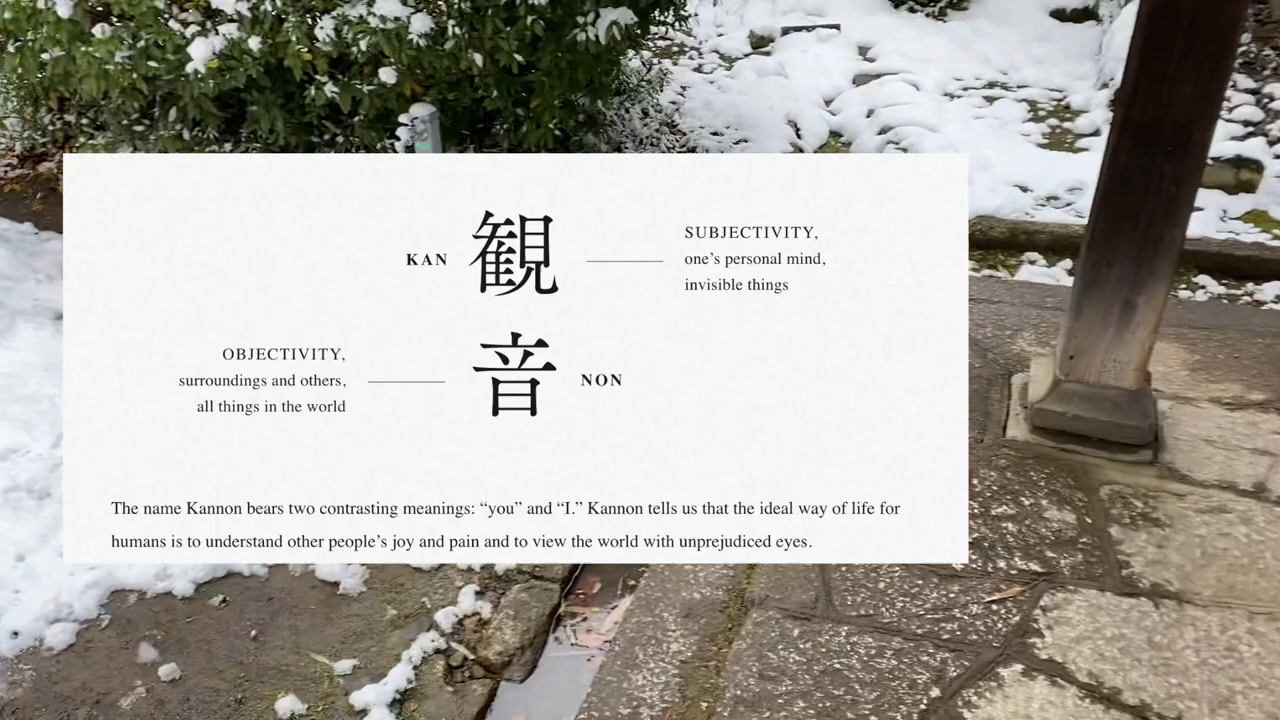 KAN 観
SUBJECTIVITY,
one’s personal mind,
invisible things
OBJECTIVITY,
surroundings and others,
all things in the world
音 NON
The name Kannon bears two contrasting meanings: “you” and “I.” Kannon tells us that the ideal way of life for
humans is to understand other people’s joy and pain and to view the world with unprejudiced eyes.